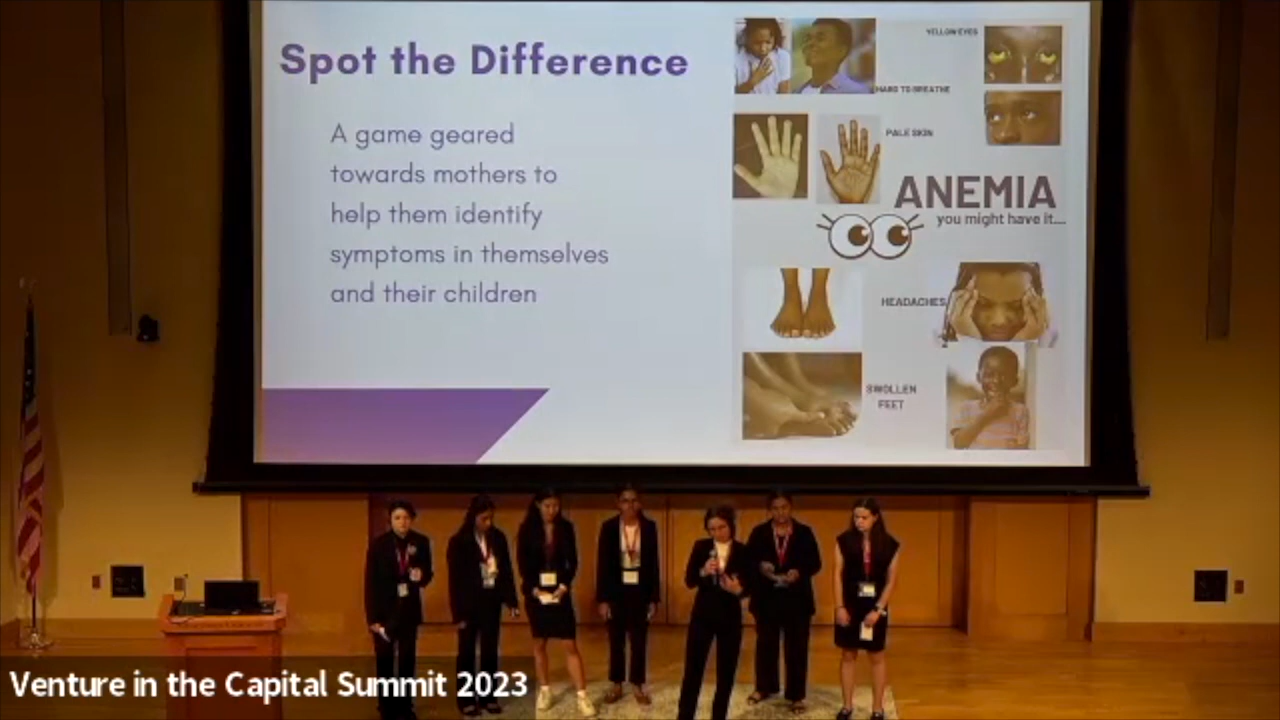 Spot the Difference
A game geared
towards mothers to
help them identify
symptoms in themselves
and their children
YELLOW EYES
HARD TO BREATHE
PALE SKIN
ANEMIA
you might have it...
HEADACHES
SWOLLEN
FEET
Venture in the Capital Summit 2023